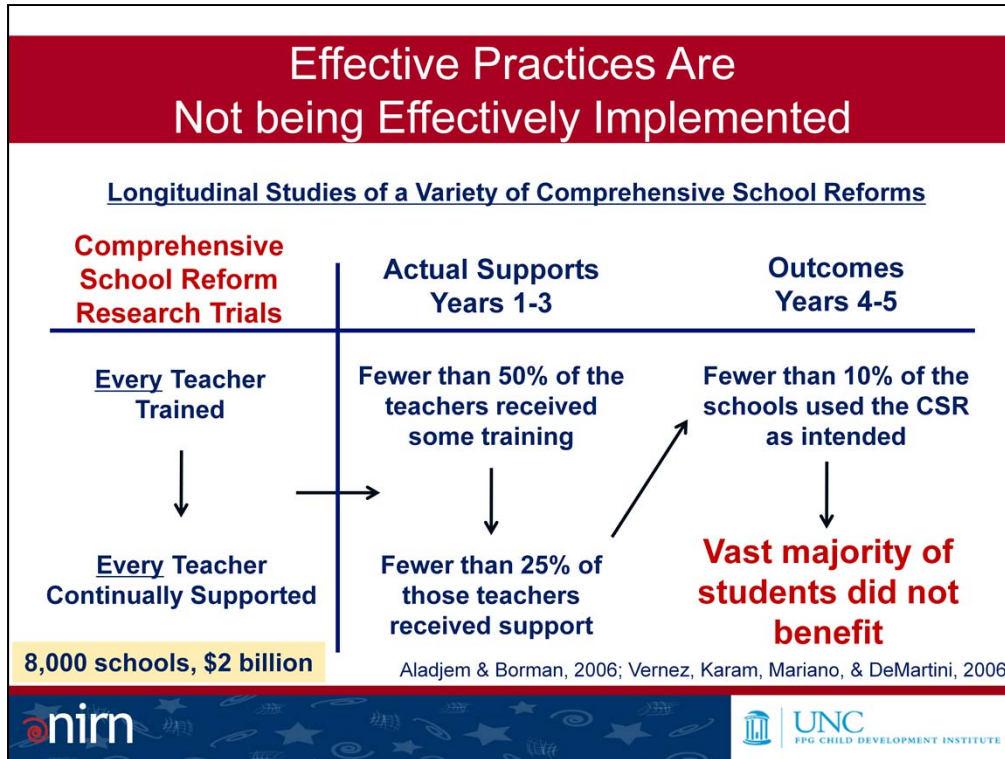 Effective Practices Are
Not being Effectively Implemented
Longitudinal Studies of a Variety of Comprehensive School Reforms
Comprehensive
School Reform
Research Trials
Every Teacher
Trained
Every Teacher
Continually Supported
8,000 schools, $2 billion
Actual Supports
Years 1-3
Fewer than 50% of the
teachers received
some training
Fewer than 25% of
those teachers
received support
Outcomes
Years 4-5
Fewer than 10% of the
schools used the CSR
as intended
Vast majority of
students did not
benefit
Aladjem & Borman, 2006; Vernez, Karam, Mariano, & DeMartini, 2006
nirn
UNC
FPG CHILD DEVELOPMENT INSTITUTE